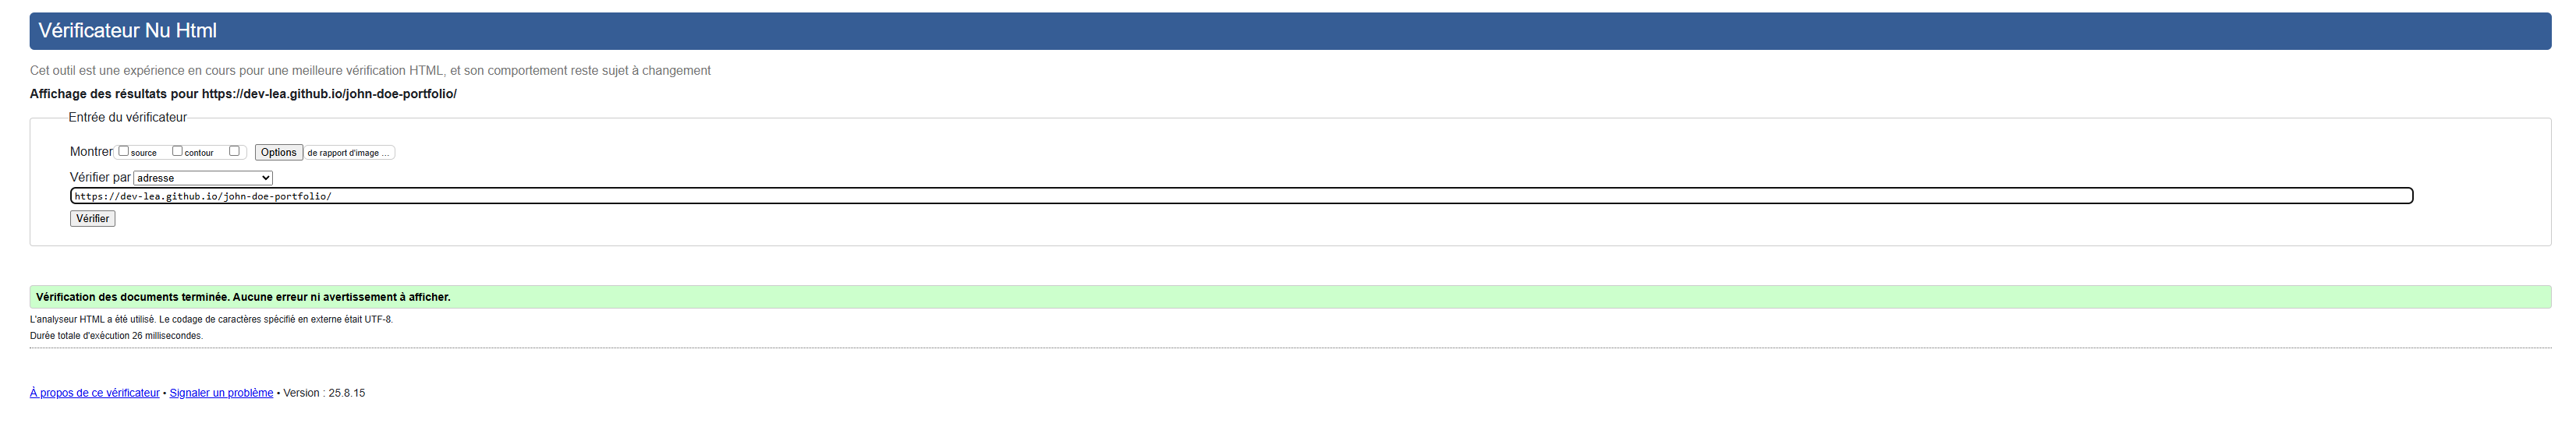 Vérificateur Nu Html
Cet outil est une expérience en cours pour une meilleure vérification HTML, et son comportement reste sujet à changement
Affichage des résultats pour https://dev-lea.github.io/john-doe-portfolio/
Entrée du vérificateur
Montrer source contour Options de rapport d'image ...
Vérifier par adresse
https://dev-lea.github.io/john-doe-portfolio/
Vérifier
Vérification des documents terminée. Aucune erreur ni avertissement à afficher.
L'analyseur HTML a été utilisé. Le codage de caractères spécifié en externe était UTF-8.
Durée totale d'exécution 26 millisecondes.
À propos de ce vérificateur • Signaler un problème • Version : 25.8.15